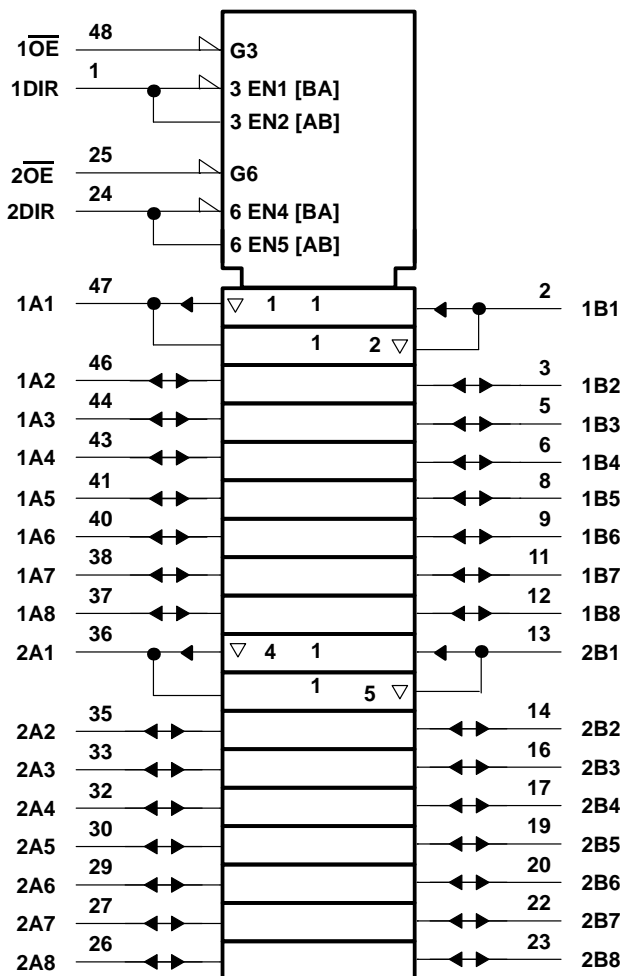 1OE 48 G3
1DIR 1 3 EN1 [BA]
3 EN2 [AB]
2OE 25 G6
2DIR 24 6 EN4 [BA]
6 EN5 [AB]
1A1 47 1 1 2 1B1
1 2
1A2 46 3 1B2
1A3 44 5 1B3
1A4 43 6 1B4
1A5 41 8 1B5
1A6 40 9 1B6
1A7 38 11 1B7
1A8 37 12 1B8
2A1 36 4 1 13 2B1
1 5
2A2 35 14 2B2
2A3 33 16 2B3
2A4 32 17 2B4
2A5 30 19 2B5
2A6 29 20 2B6
2A7 27 22 2B7
2A8 26 23 2B8